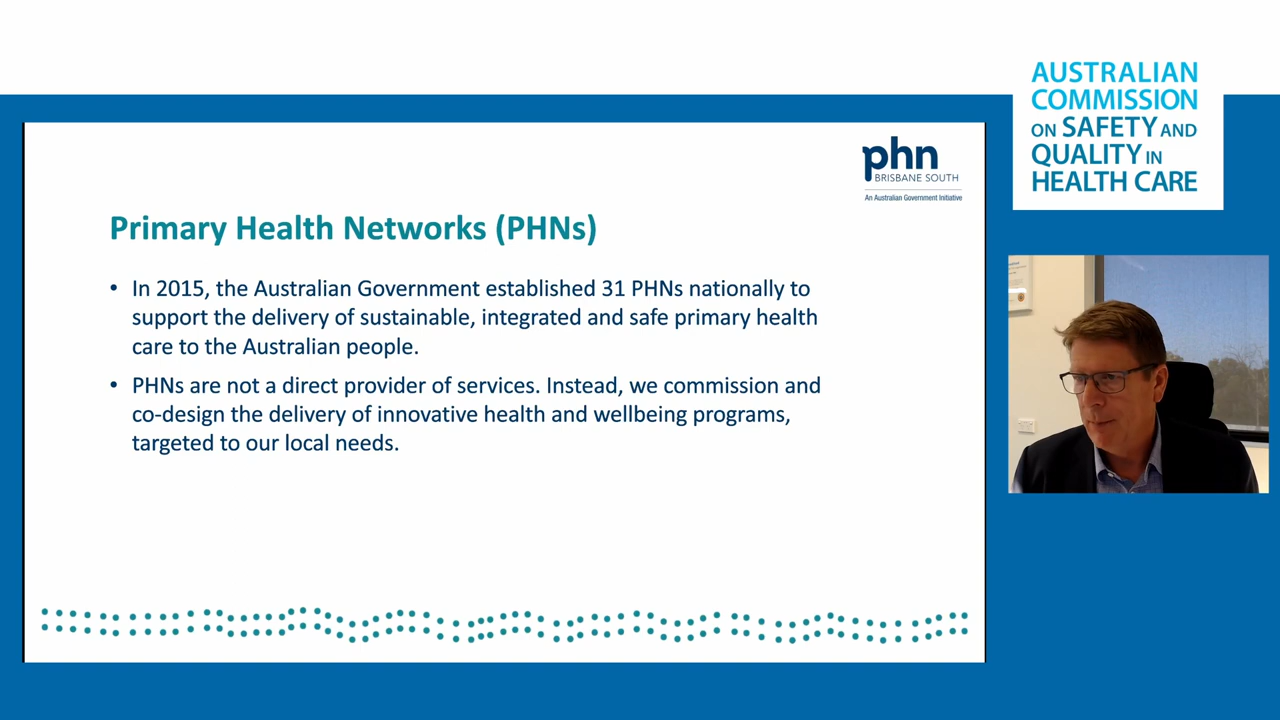 phn
BRISBANE SOUTH
An Australian Government Initiative
Primary Health Networks (PHNs)
• In 2015, the Australian Government established 31 PHNs nationally to
support the delivery of sustainable, integrated and safe primary health
care to the Australian people.
• PHNs are not a direct provider of services. Instead, we commission and
co-design the delivery of innovative health and wellbeing programs,
targeted to our local needs.
AUSTRALIAN
COMMISSION
ON SAFETY AND
QUALITY IN
HEALTH CARE